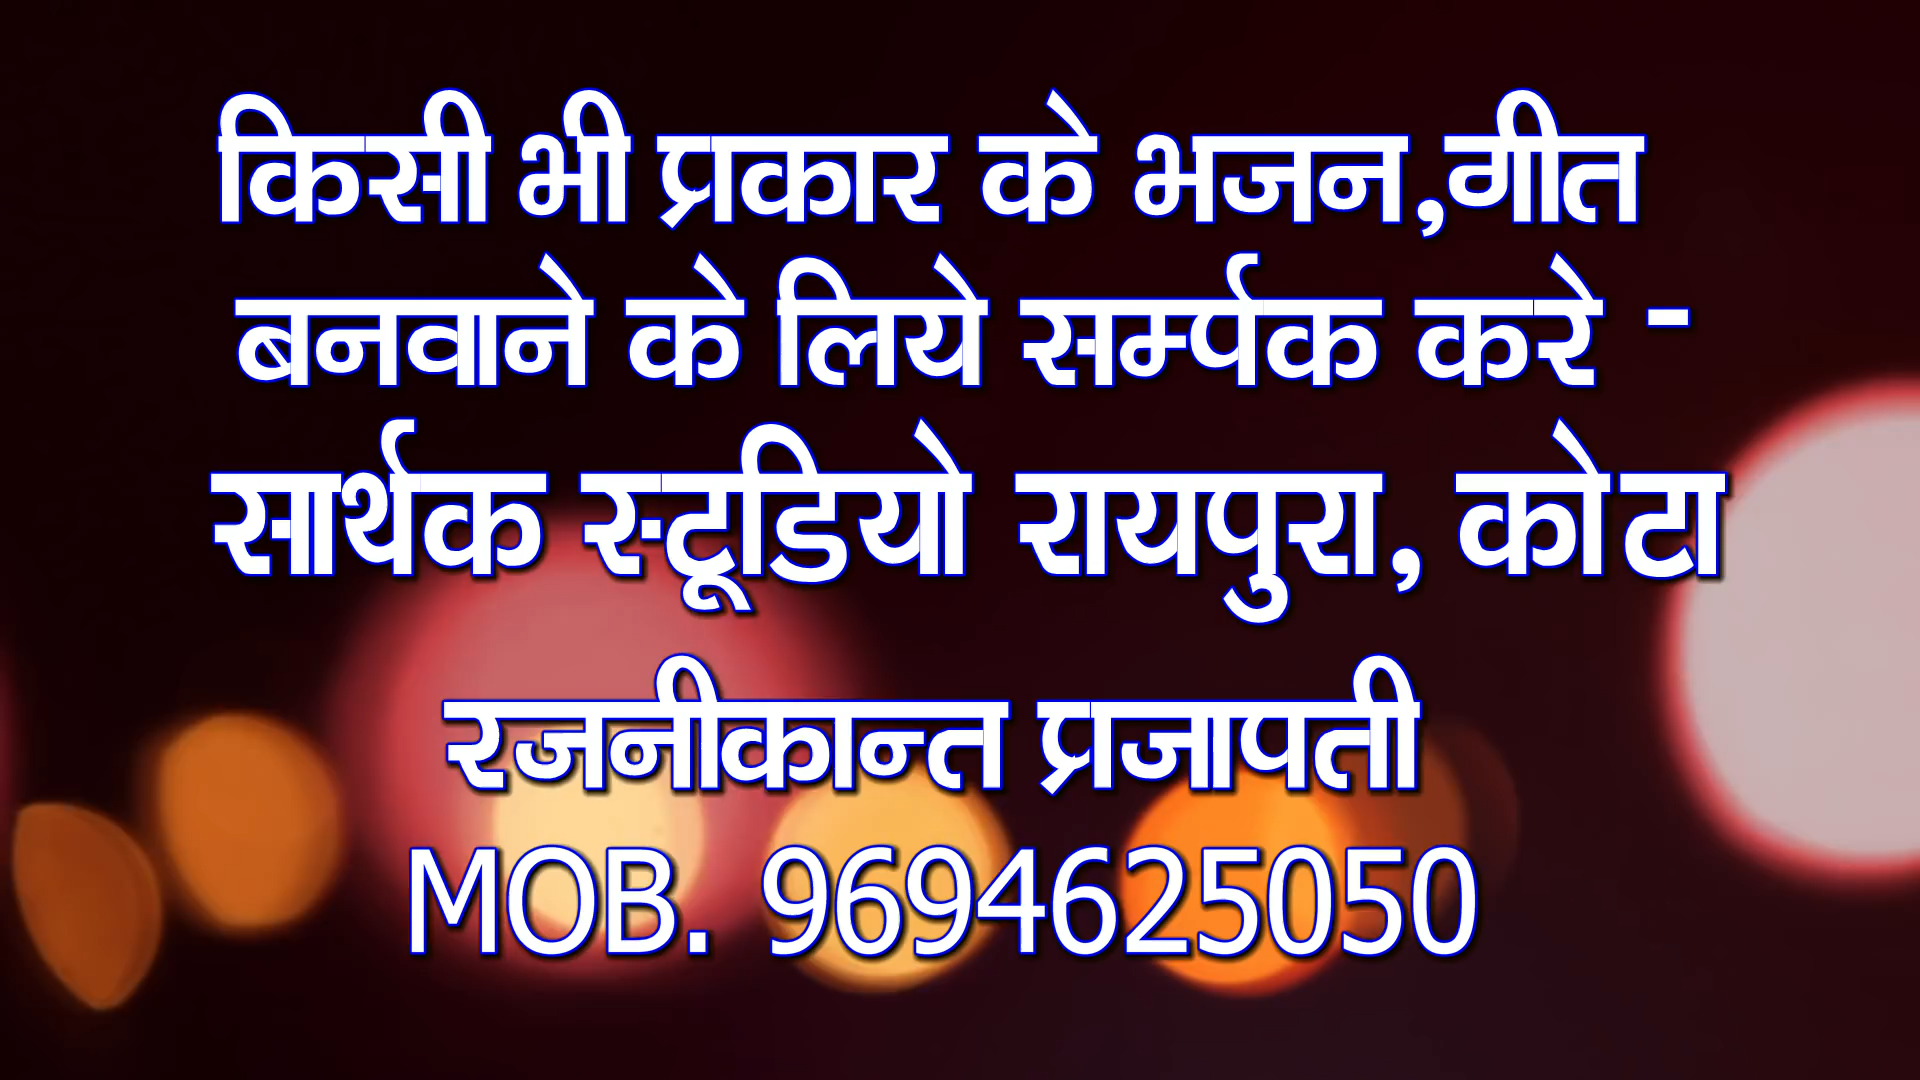 किसी भी प्रकार के भजन,गीत
बनवाने के लिये सर्म्पक करे -
सार्थक स्टूडियो रायपुरा, कोटा
रजनीकान्त प्रजापती
MOB. 9694625050